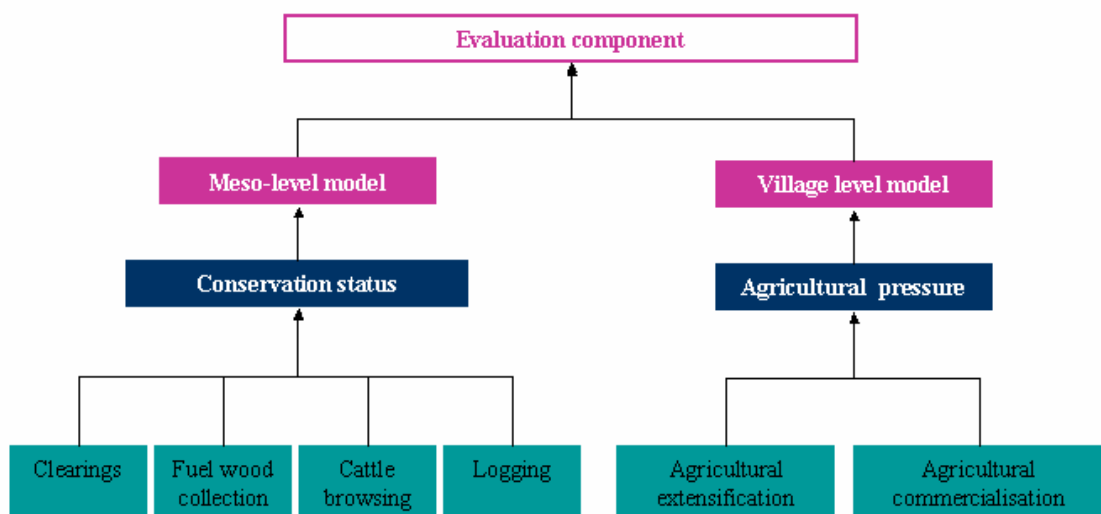 Evaluation component
Meso-level model
Village level model
Conservation status
Agricultural pressure
Clearings
Fuel wood
collection
Cattle
browsing
Logging
Agricultural
extensification
Agricultural
commercialisation